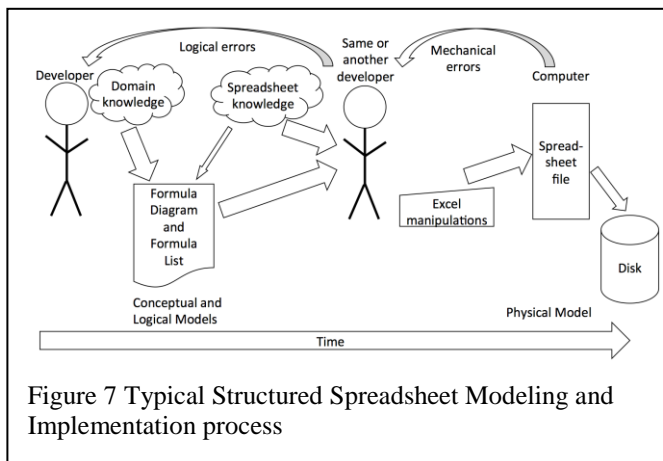 Logical errors
Same or
another
developer
Mechanical
errors
Developer
Computer
Domain
knowledge
Spreadsheet
knowledge
Spread-
sheet
file
Formula
Diagram
and
Formula
List
Excel
manipulations
Disk
Conceptual and
Logical Models
Physical Model
Time
Figure 7 Typical Structured Spreadsheet Modeling and
Implementation process